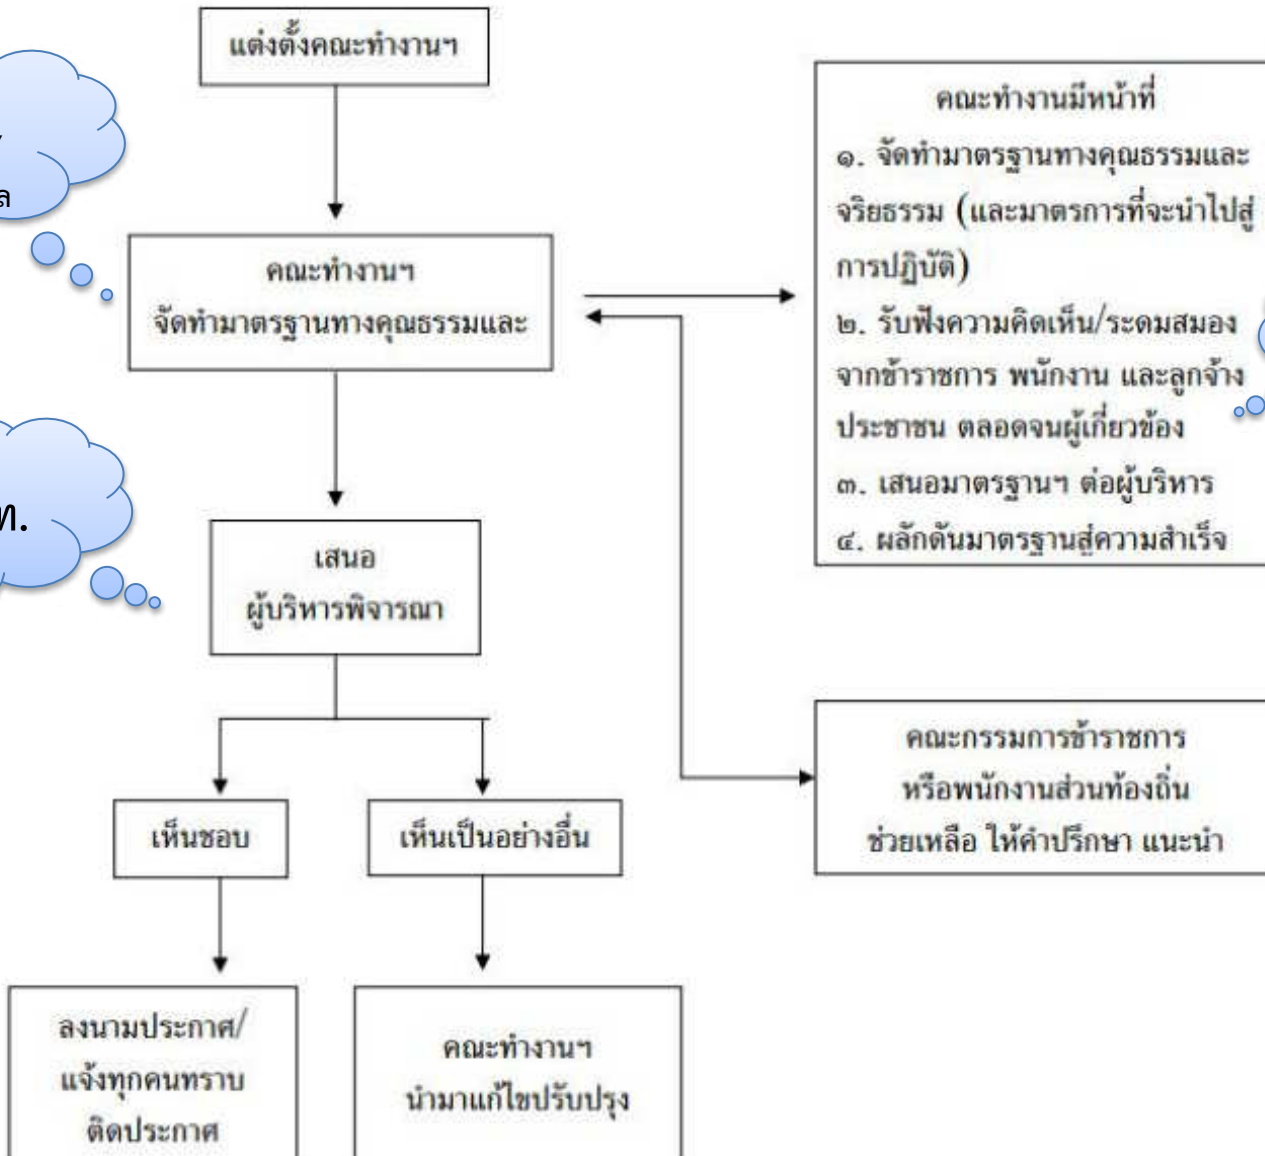 แต่งตั้งคณะทำงานฯ
คณะทำงานฯ
จัดทำมาตรฐานทางคุณธรรมและ
คณะทำงานมีหน้าที่
๑. จัดทำมาตรฐานทางคุณธรรมและ
จริยธรรม (และมาตรการที่จะนำไปสู่
การปฏิบัติ)
๒. รับฟังความคิดเห็น/ระดมสมอง
จากข้าราชการ พนักงาน และลูกจ้าง
ประชาชน ตลอดจนผู้เกี่ยวข้อง
๓. เสนอมาตรฐานฯ ต่อผู้บริหาร
๔. ผลักดันมาตรฐานสู่ความสำเร็จ
เสนอ
ผู้บริหารพิจารณา
คณะกรรมการข้าราชการ
หรือพนักงานส่วนท้องถิ่น
ช่วยเหลือ ให้คำปรึกษา แนะนำ
เห็นชอบ
เห็นเป็นอย่างอื่น
ลงนามประกาศ/
แจ้งทุกคนทราบ
ติดประกาศ
คณะทำงานฯ
นำมาแก้ไขปรับปรุง